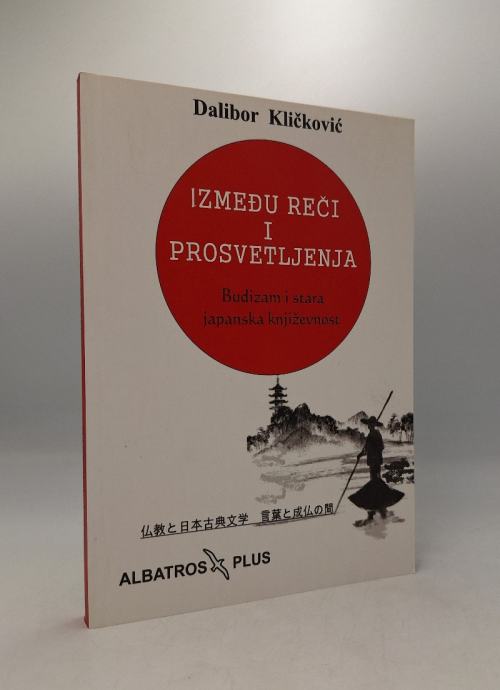 Dalibor Kličković
IZMEĐU REČI
I
PROSVETLJENJA
Budizam i stara
japanska književnost
仏教と日本古典文学 言葉と成仏の間
ALBATROS PLUS